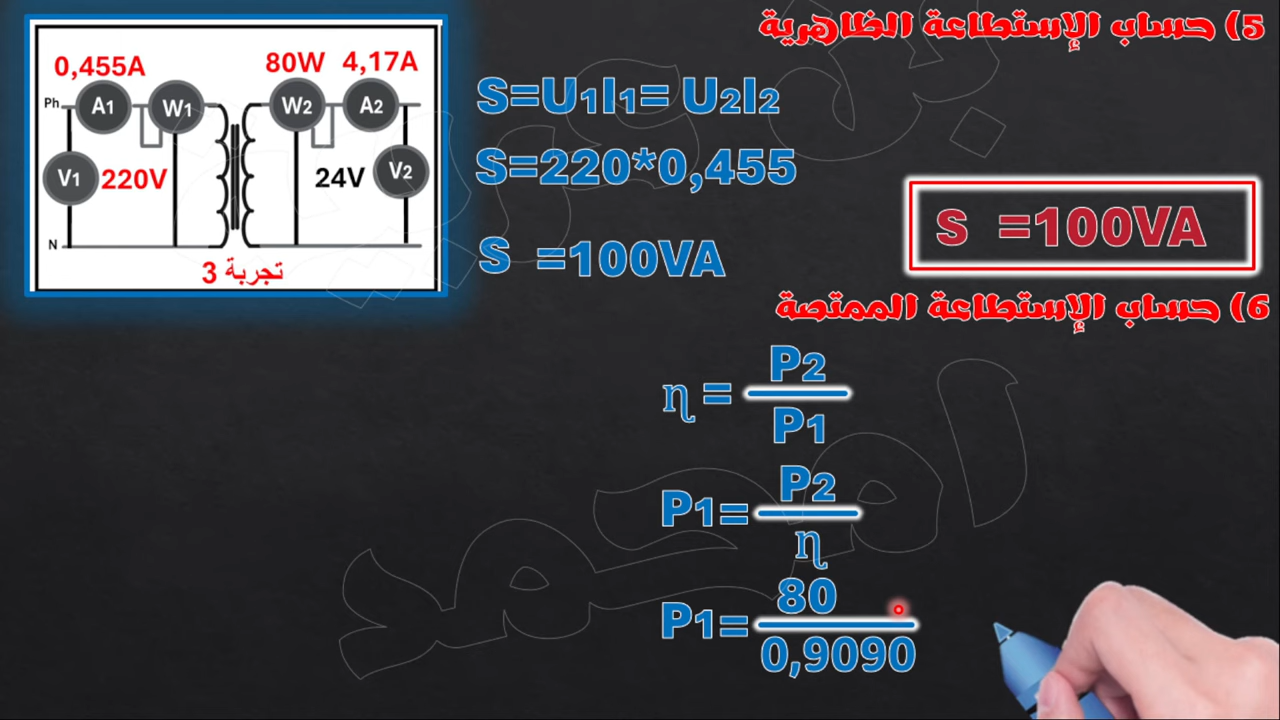 5) حساب الإستطاعة الظاهرية
0,455A 80W 4,17A
Ph A1 W1 W2 A2
V1 220V 24V V2
N
تجربة 3
S=U1I1= U2I2
S=220*0,455
S =100VA
S =100VA
6) حساب الإستطاعة الممتصة
η = P2
P1
P1= P2
η
P1= 80
0,9090